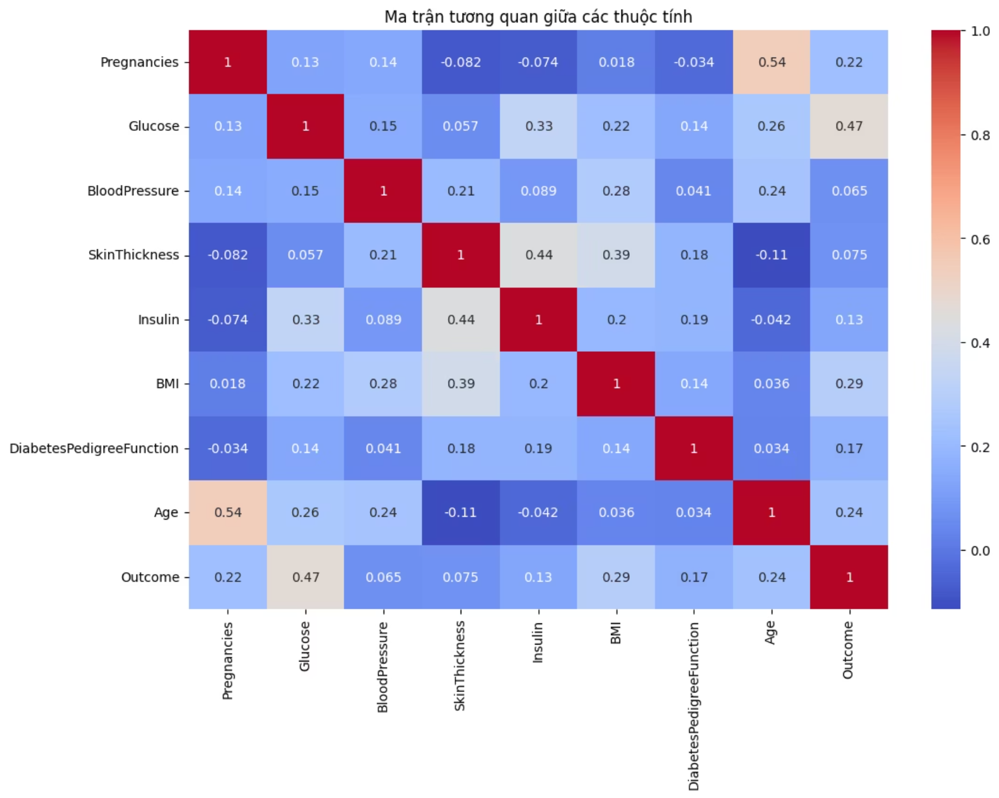 Ma trận tương quan giữa các thuộc tính
Pregnancies 1 0.13 0.14 -0.082 -0.074 0.018 -0.034 0.54 0.22
Glucose 0.13 1 0.15 0.057 0.33 0.22 0.14 0.26 0.47
BloodPressure 0.14 0.15 1 0.21 0.089 0.28 0.041 0.24 0.065
SkinThickness -0.082 0.057 0.21 1 0.44 0.39 0.18 -0.11 0.075
Insulin -0.074 0.33 0.089 0.44 1 0.2 0.19 -0.042 0.13
BMI 0.018 0.22 0.28 0.39 0.2 1 0.14 0.036 0.29
DiabetesPedigreeFunction -0.034 0.14 0.041 0.18 0.19 0.14 1 0.034 0.17
Age 0.54 0.26 0.24 -0.11 -0.042 0.036 0.034 1 0.24
Outcome 0.22 0.47 0.065 0.075 0.13 0.29 0.17 0.24 1
Pregnancies
Glucose
BloodPressure
SkinThickness
Insulin
BMI
DiabetesPedigreeFunction
Age
Outcome
1.0
0.8
0.6
0.4
0.2
0.0